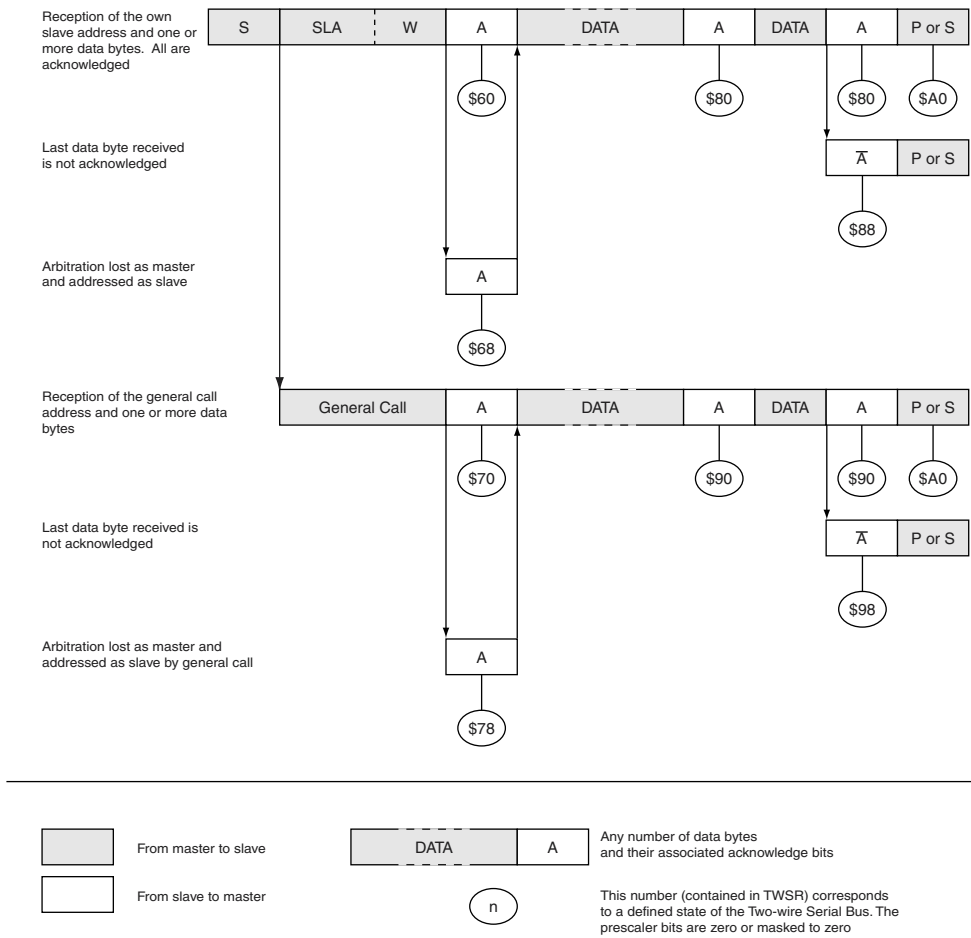 Reception of the own
slave address and one or
more data bytes. All are
acknowledged
S SLA W A DATA A DATA A P or S
$60 $80 $80 $A0
Last data byte received
is not acknowledged
A̅ P or S
$88
Arbitration lost as master
and addressed as slave
A
$68
Reception of the general call
address and one or more data
bytes
General Call A DATA A DATA A P or S
$70 $90 $90 $A0
Last data byte received is
not acknowledged
A̅ P or S
$98
Arbitration lost as master and
addressed as slave by general call
A
$78
From master to slave
DATA A
Any number of data bytes
and their associated acknowledge bits
From slave to master
n
This number (contained in TWSR) corresponds
to a defined state of the Two-wire Serial Bus. The
prescaler bits are zero or masked to zero